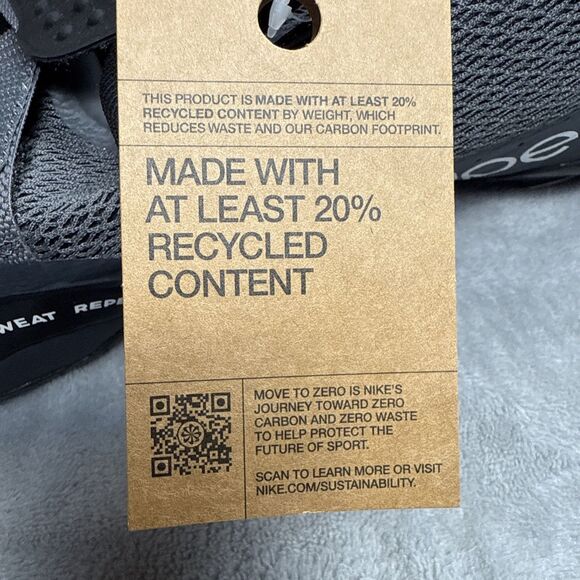 THIS PRODUCT IS MADE WITH AT LEAST 20%
RECYCLED CONTENT BY WEIGHT, WHICH
REDUCES WASTE AND OUR CARBON FOOTPRINT.
MADE WITH
AT LEAST 20%
RECYCLED
CONTENT
MOVE TO ZERO IS NIKE'S
JOURNEY TOWARD ZERO
CARBON AND ZERO WASTE
TO HELP PROTECT THE
FUTURE OF SPORT.
SCAN TO LEARN MORE OR VISIT
NIKE.COM/SUSTAINABILITY.